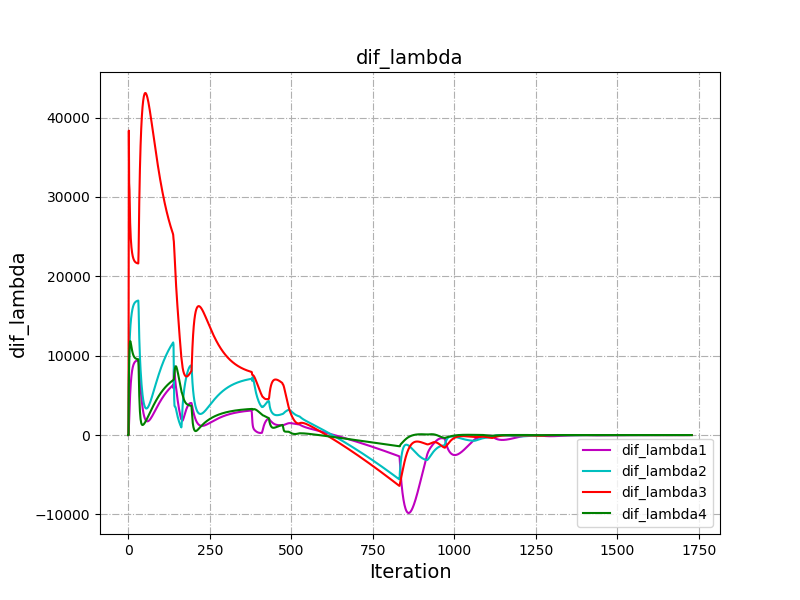 dif_lambda
dif_lambda
40000
30000
20000
10000
0
−10000
0
250
500
750
1000
1250
1500
1750
Iteration
dif_lambda1
dif_lambda2
dif_lambda3
dif_lambda4